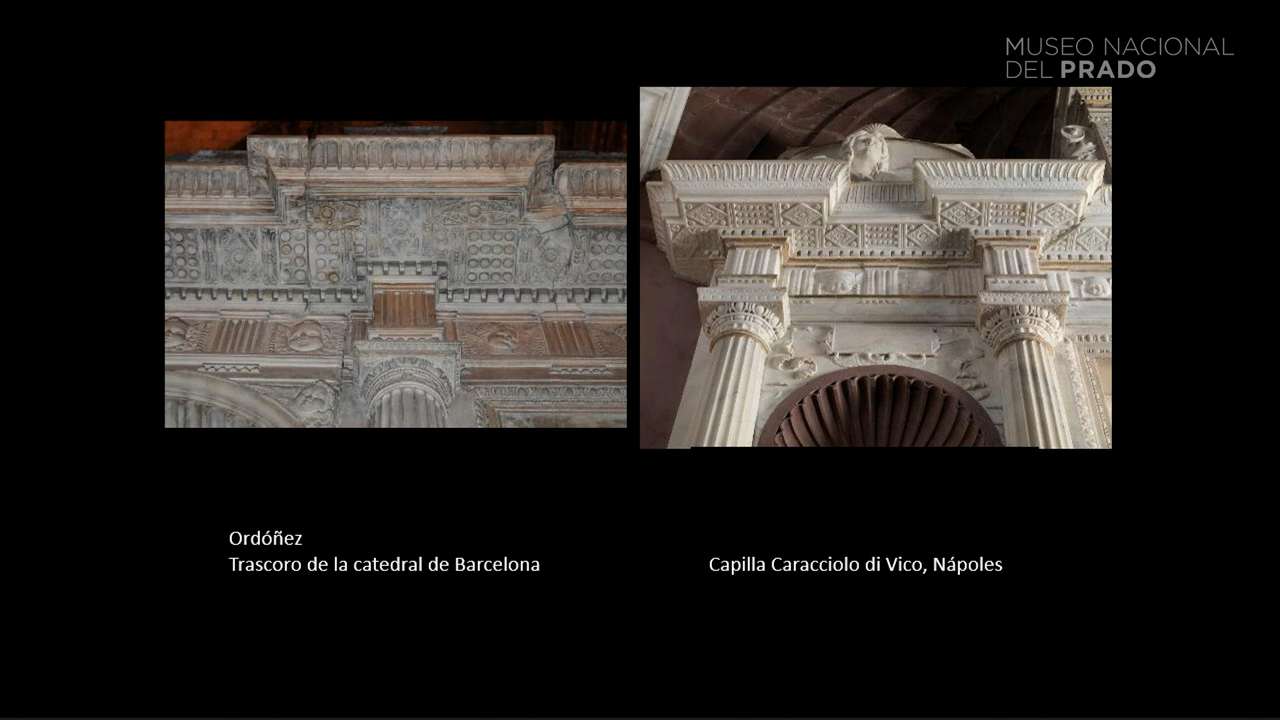 MUSEO NACIONAL
DEL PRADO
Ordóñez
Trascoro de la catedral de Barcelona
Capilla Caracciolo di Vico, Nápoles